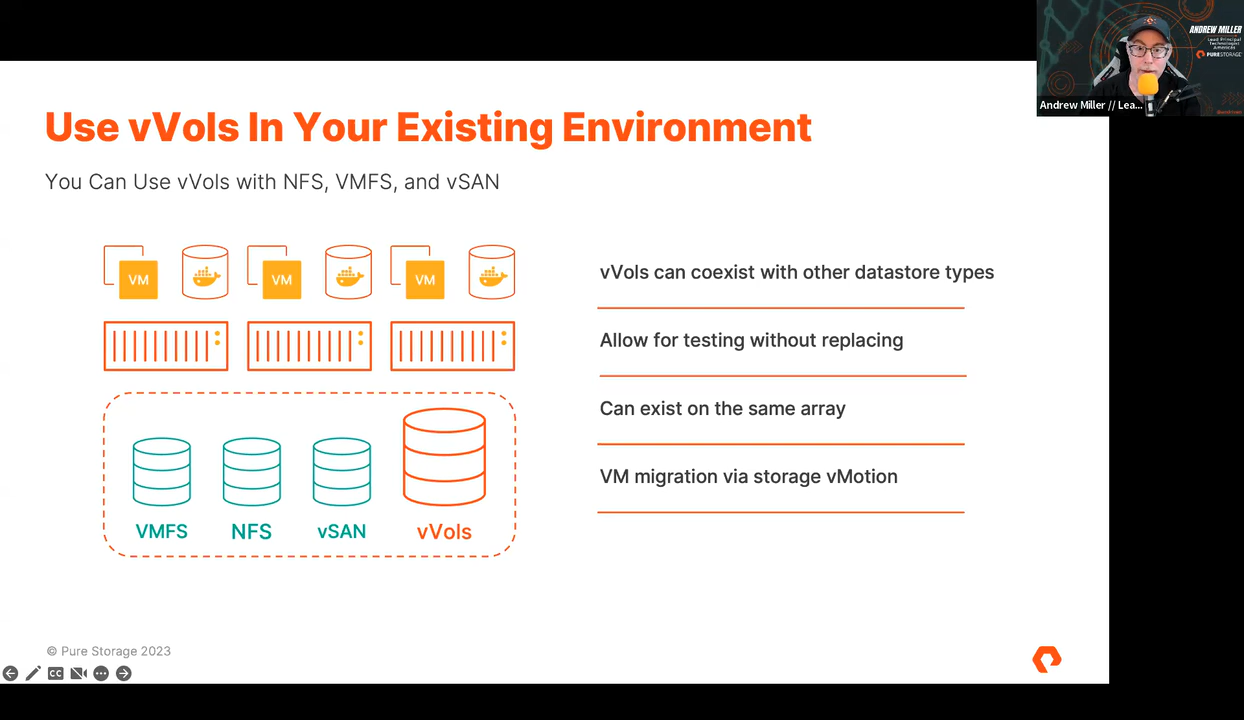 ANDREW MILLER
Lead Principal
Technologist
Americas
PURESTORAGE
Andrew Miller // Lea...
Use vVols In Your Existing Environment
You Can Use vVols with NFS, VMFS, and vSAN
VM
VM
VM
vVols can coexist with other datastore types
Allow for testing without replacing
Can exist on the same array
VM migration via storage vMotion
VMFS
NFS
vSAN
vVols
© Pure Storage 2023
CC